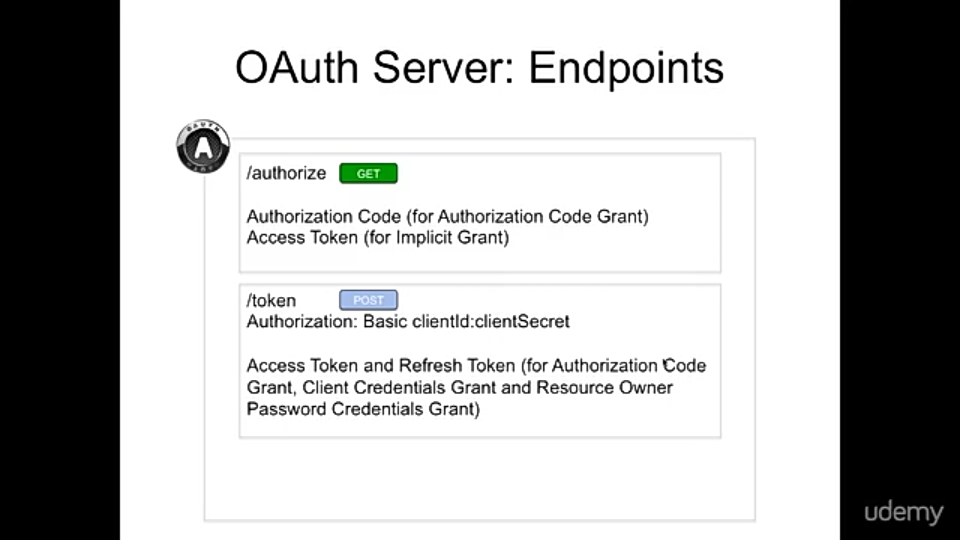 OAuth Server: Endpoints
OAUTH
A
/authorize GET
Authorization Code (for Authorization Code Grant)
Access Token (for Implicit Grant)
/token POST
Authorization: Basic clientId:clientSecret
Access Token and Refresh Token (for Authorization Code
Grant, Client Credentials Grant and Resource Owner
Password Credentials Grant)
udemy